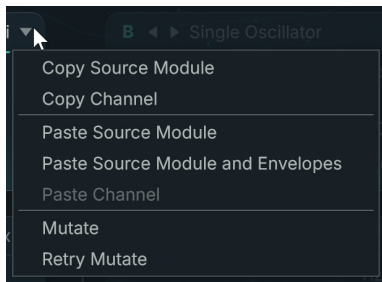 B Single Oscillator
Copy Source Module
Copy Channel
Paste Source Module
Paste Source Module and Envelopes
Paste Channel
Mutate
Retry Mutate